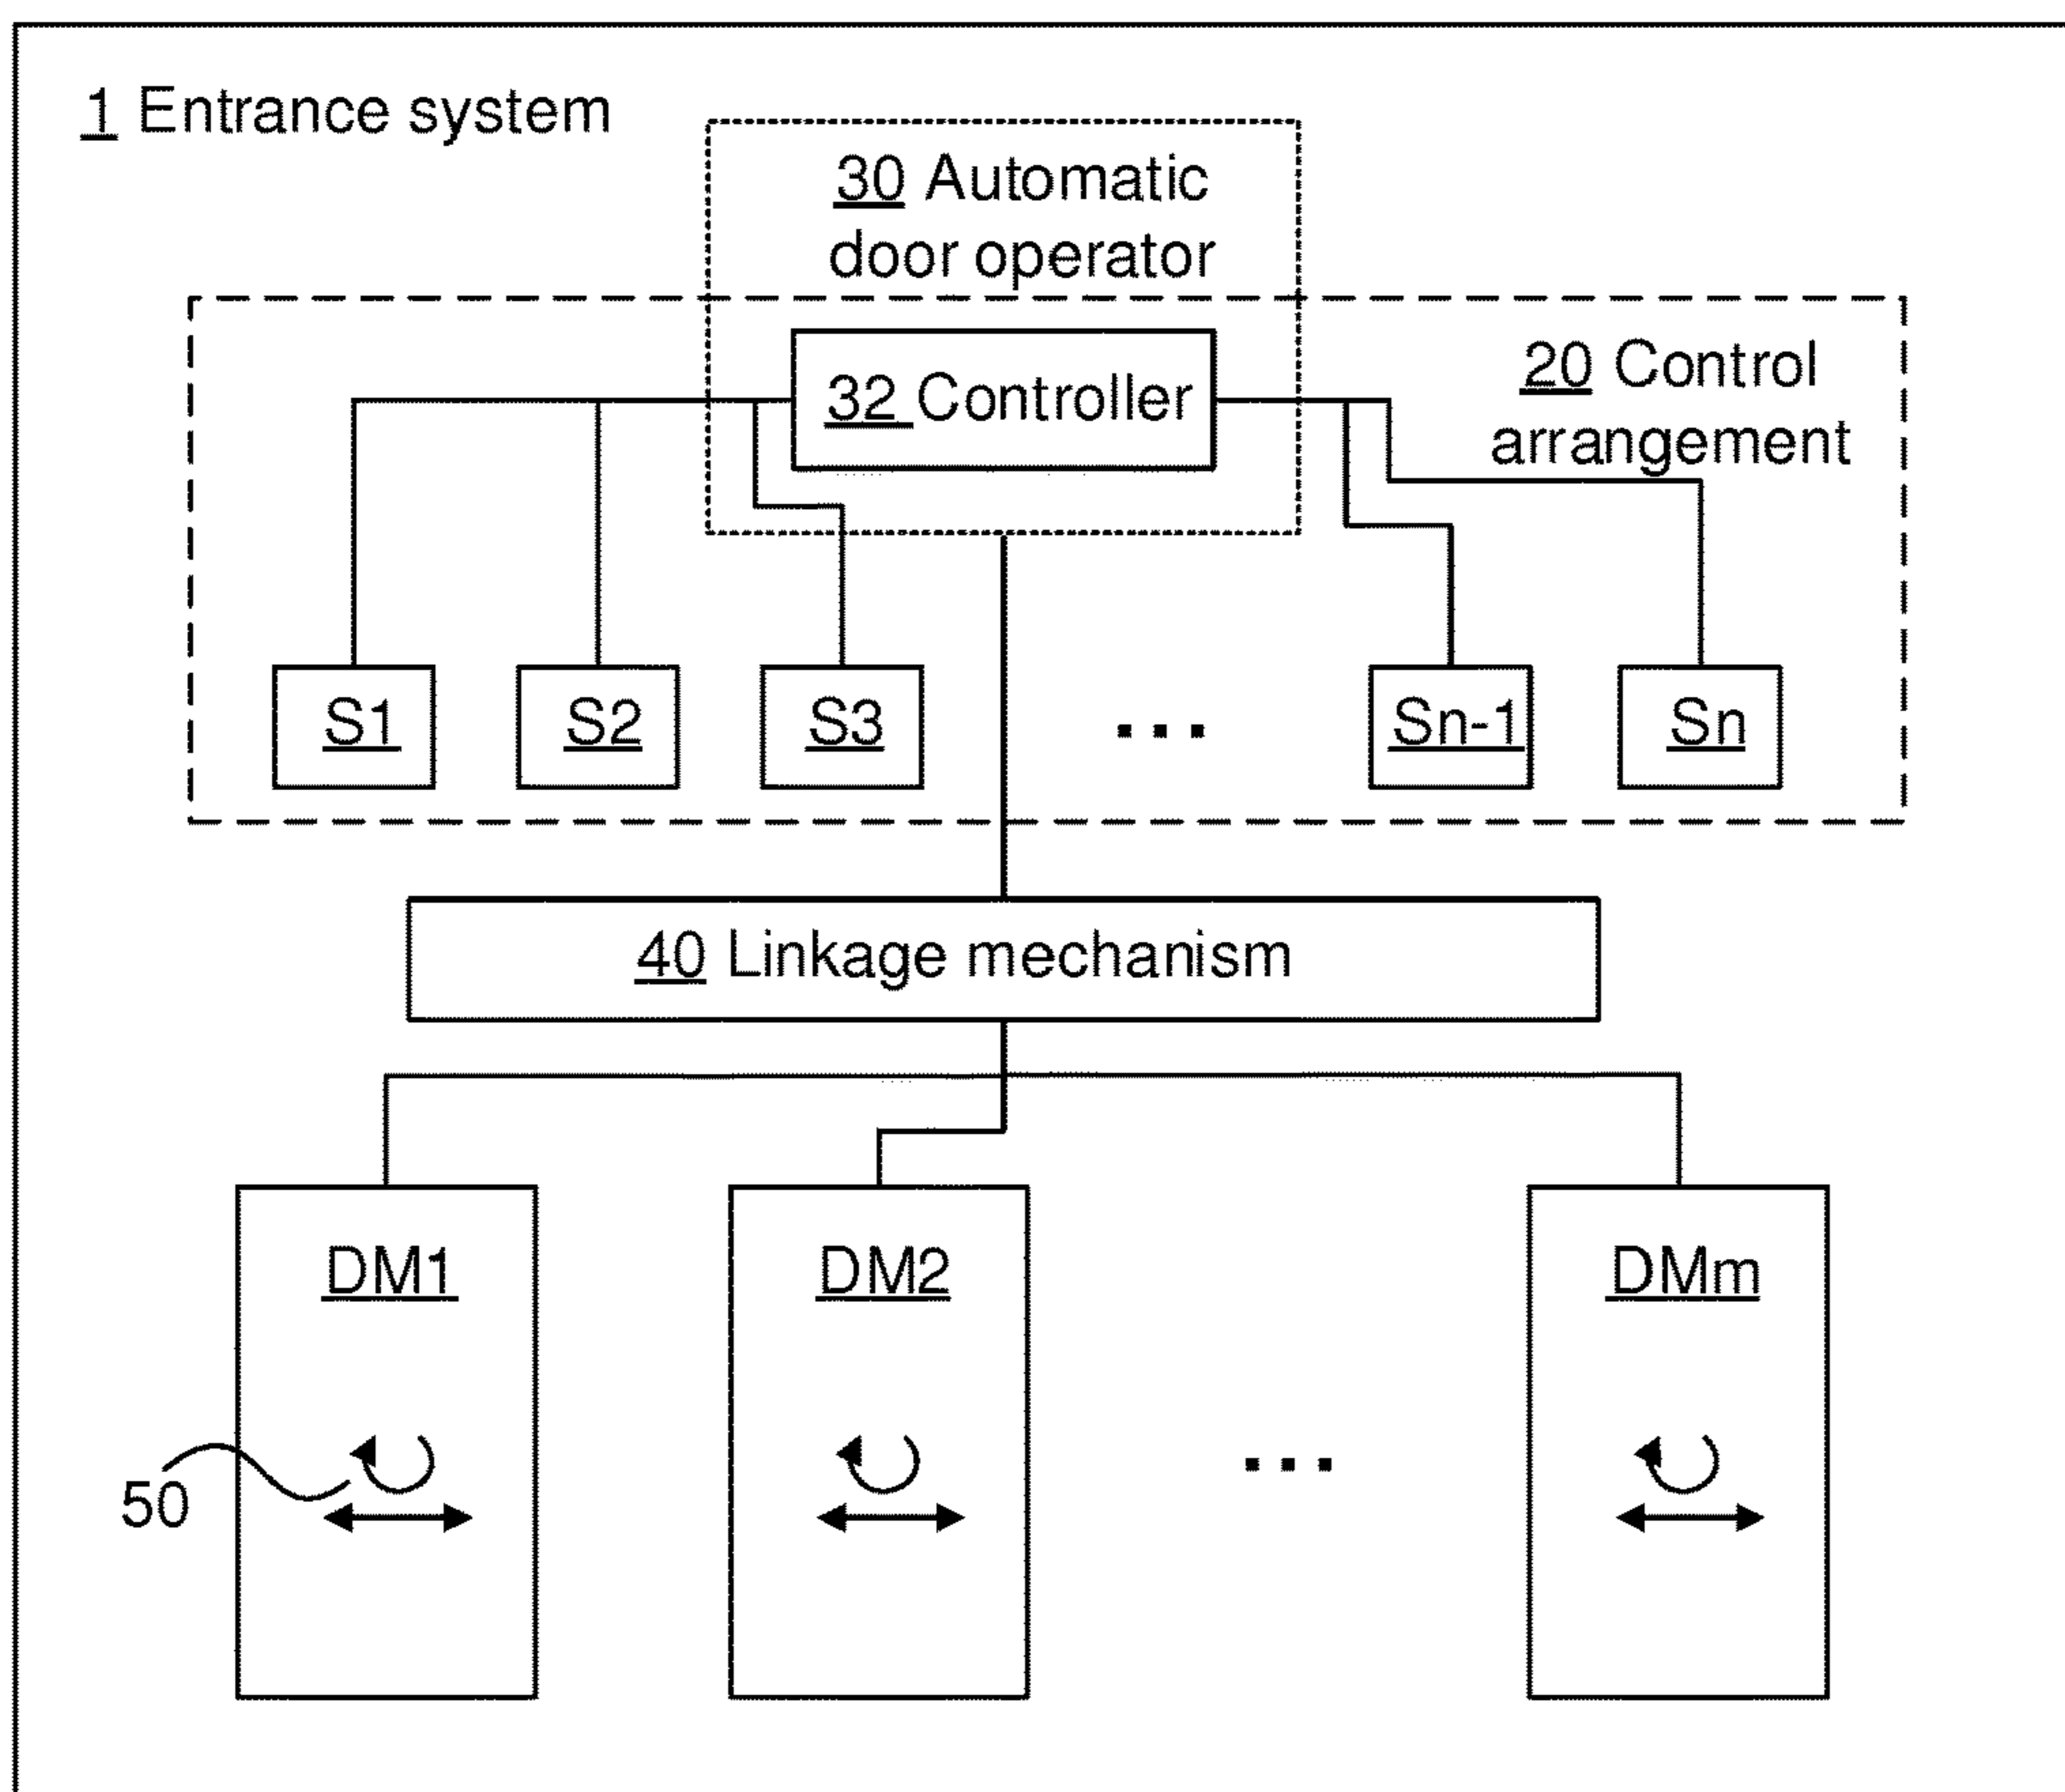 1 Entrance system
30 Automatic
door operator
32 Controller
20 Control
arrangement
S1
S2
S3
...
Sn-1
Sn
40 Linkage mechanism
DM1
DM2
DMm
...
50